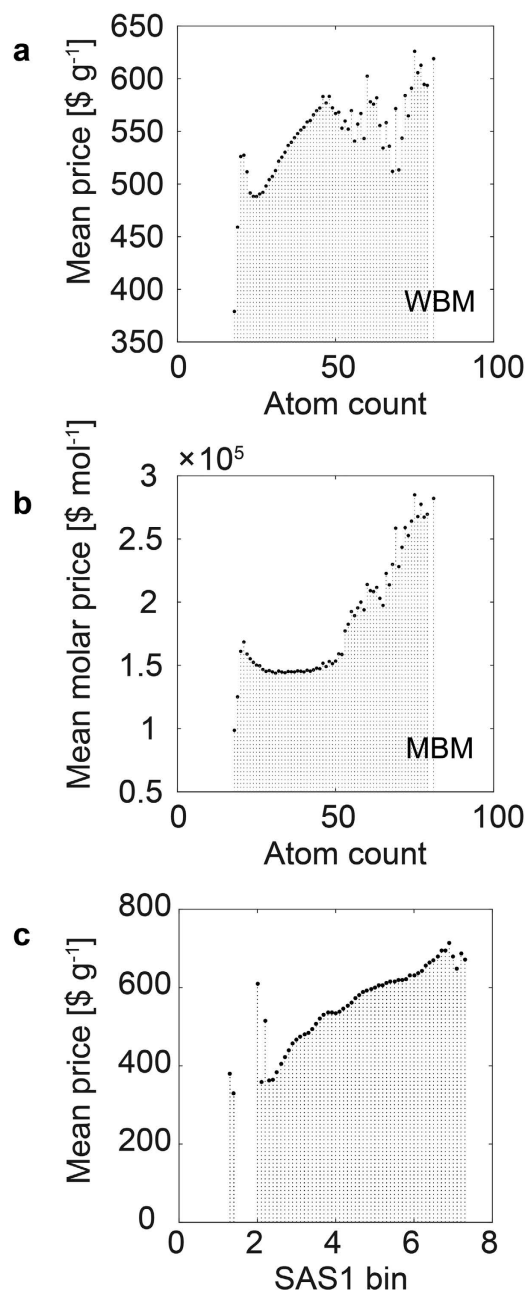 a
Mean price [$ g⁻¹]
650
600
550
500
450
400
350
WBM
0
50
100
Atom count
b
×10⁵
Mean molar price [$ mol⁻¹]
3
2.5
2
1.5
1
0.5
MBM
0
50
100
Atom count
c
Mean price [$ g⁻¹]
800
600
400
200
0
0
2
4
6
8
SAS1 bin